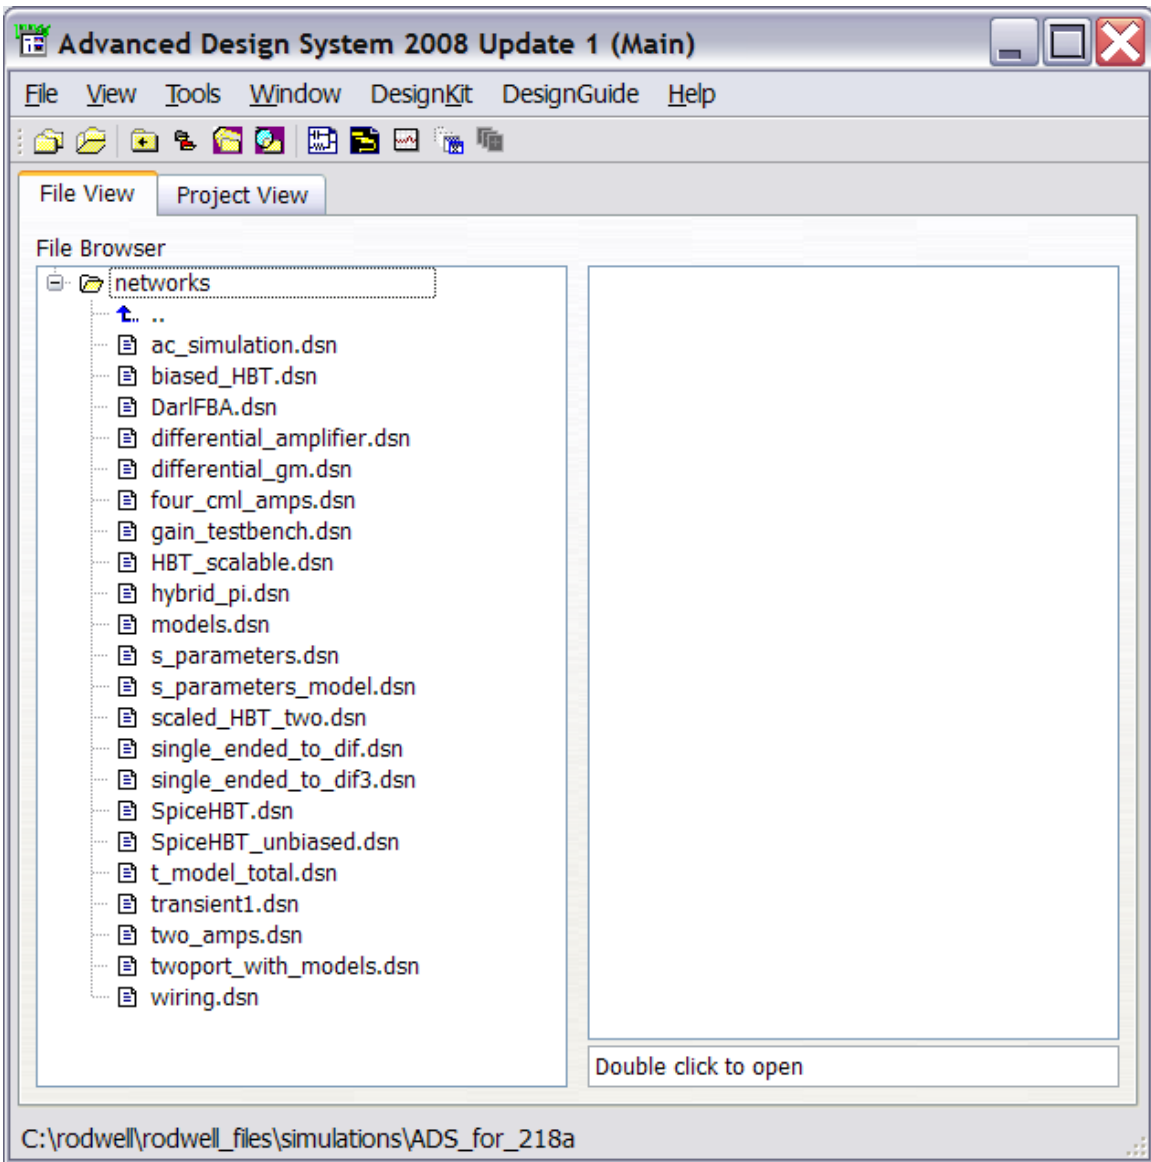 Advanced Design System 2008 Update 1 (Main)
File View Tools Window DesignKit DesignGuide Help
File View Project View
File Browser
networks
..
ac_simulation.dsn
biased_HBT.dsn
DarlFBA.dsn
differential_amplifier.dsn
differential_gm.dsn
four_cml_amps.dsn
gain_testbench.dsn
HBT_scalable.dsn
hybrid_pi.dsn
models.dsn
s_parameters.dsn
s_parameters_model.dsn
scaled_HBT_two.dsn
single_ended_to_dif.dsn
single_ended_to_dif3.dsn
SpiceHBT.dsn
SpiceHBT_unbiased.dsn
t_model_total.dsn
transient1.dsn
two_amps.dsn
twoport_with_models.dsn
wiring.dsn
Double click to open
C:\rodwell\rodwell_files\simulations\ADS_for_218a